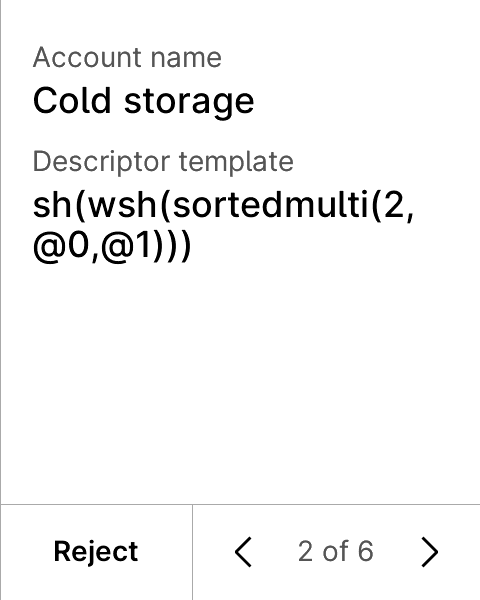 Account name
Cold storage
Descriptor template
sh(wsh(sortedmulti(2,
@0,@1)))
Reject
2 of 6